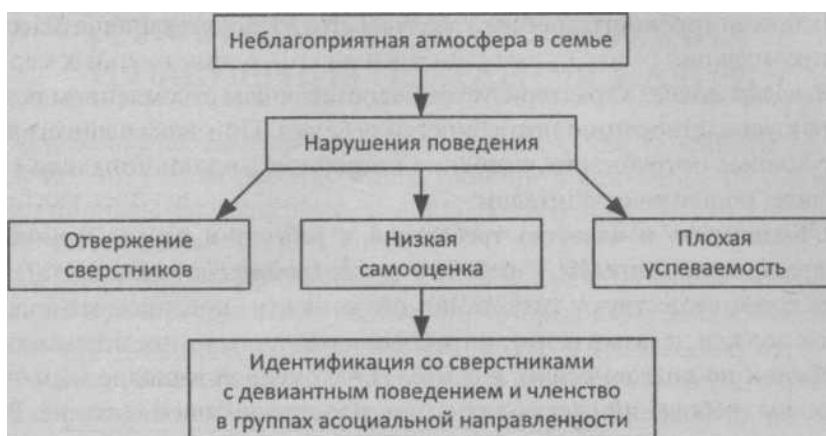 Неблагоприятная атмосфера в семье
Нарушения поведения
Отвержение
сверстников
Низкая
самооценка
Плохая
успеваемость
Идентификация со сверстниками
с девиантным поведением и членство
в группах асоциальной направленности